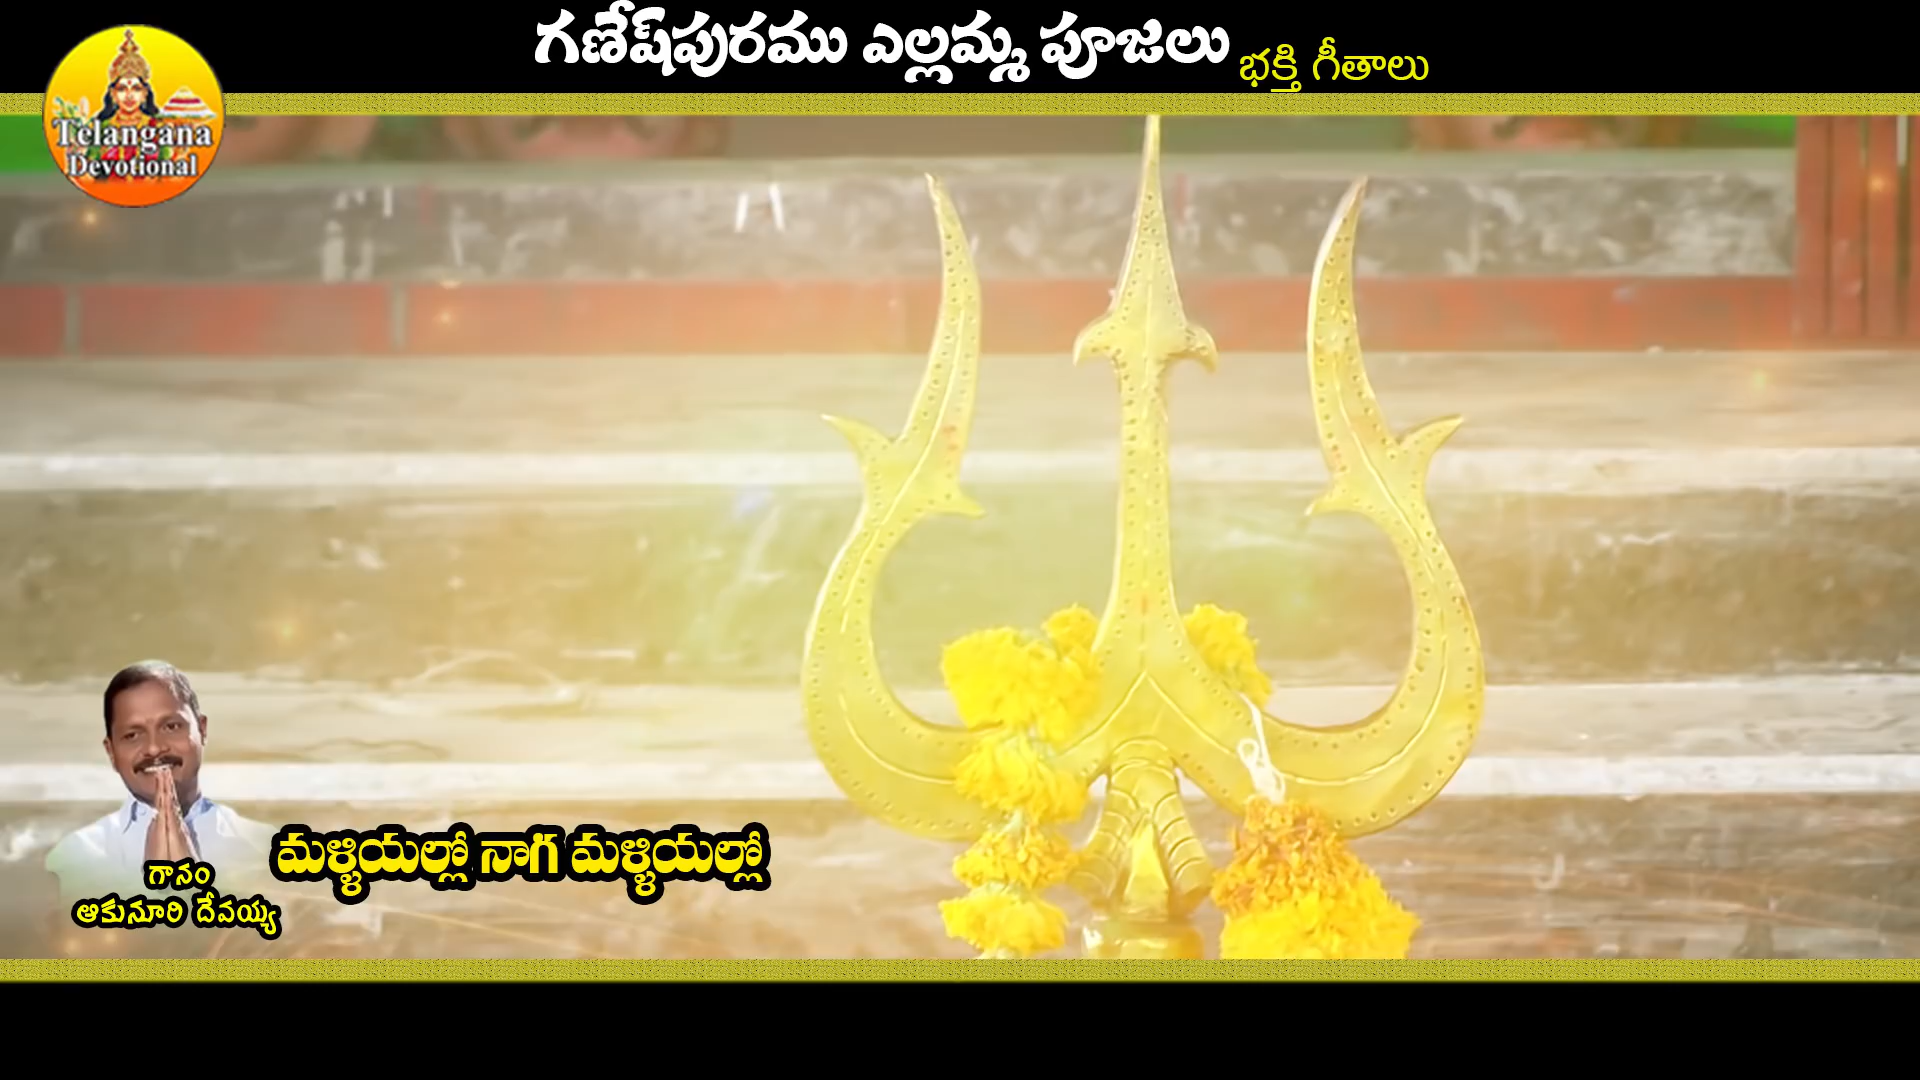 గణేష్‌పురము ఎల్లమ్మ పూజలు భక్తి గీతాలు
Telangana
Devotional
మళ్ళియల్లో నాగ మళ్ళియల్లో
గానం
ఆకునూరి దేవయ్య